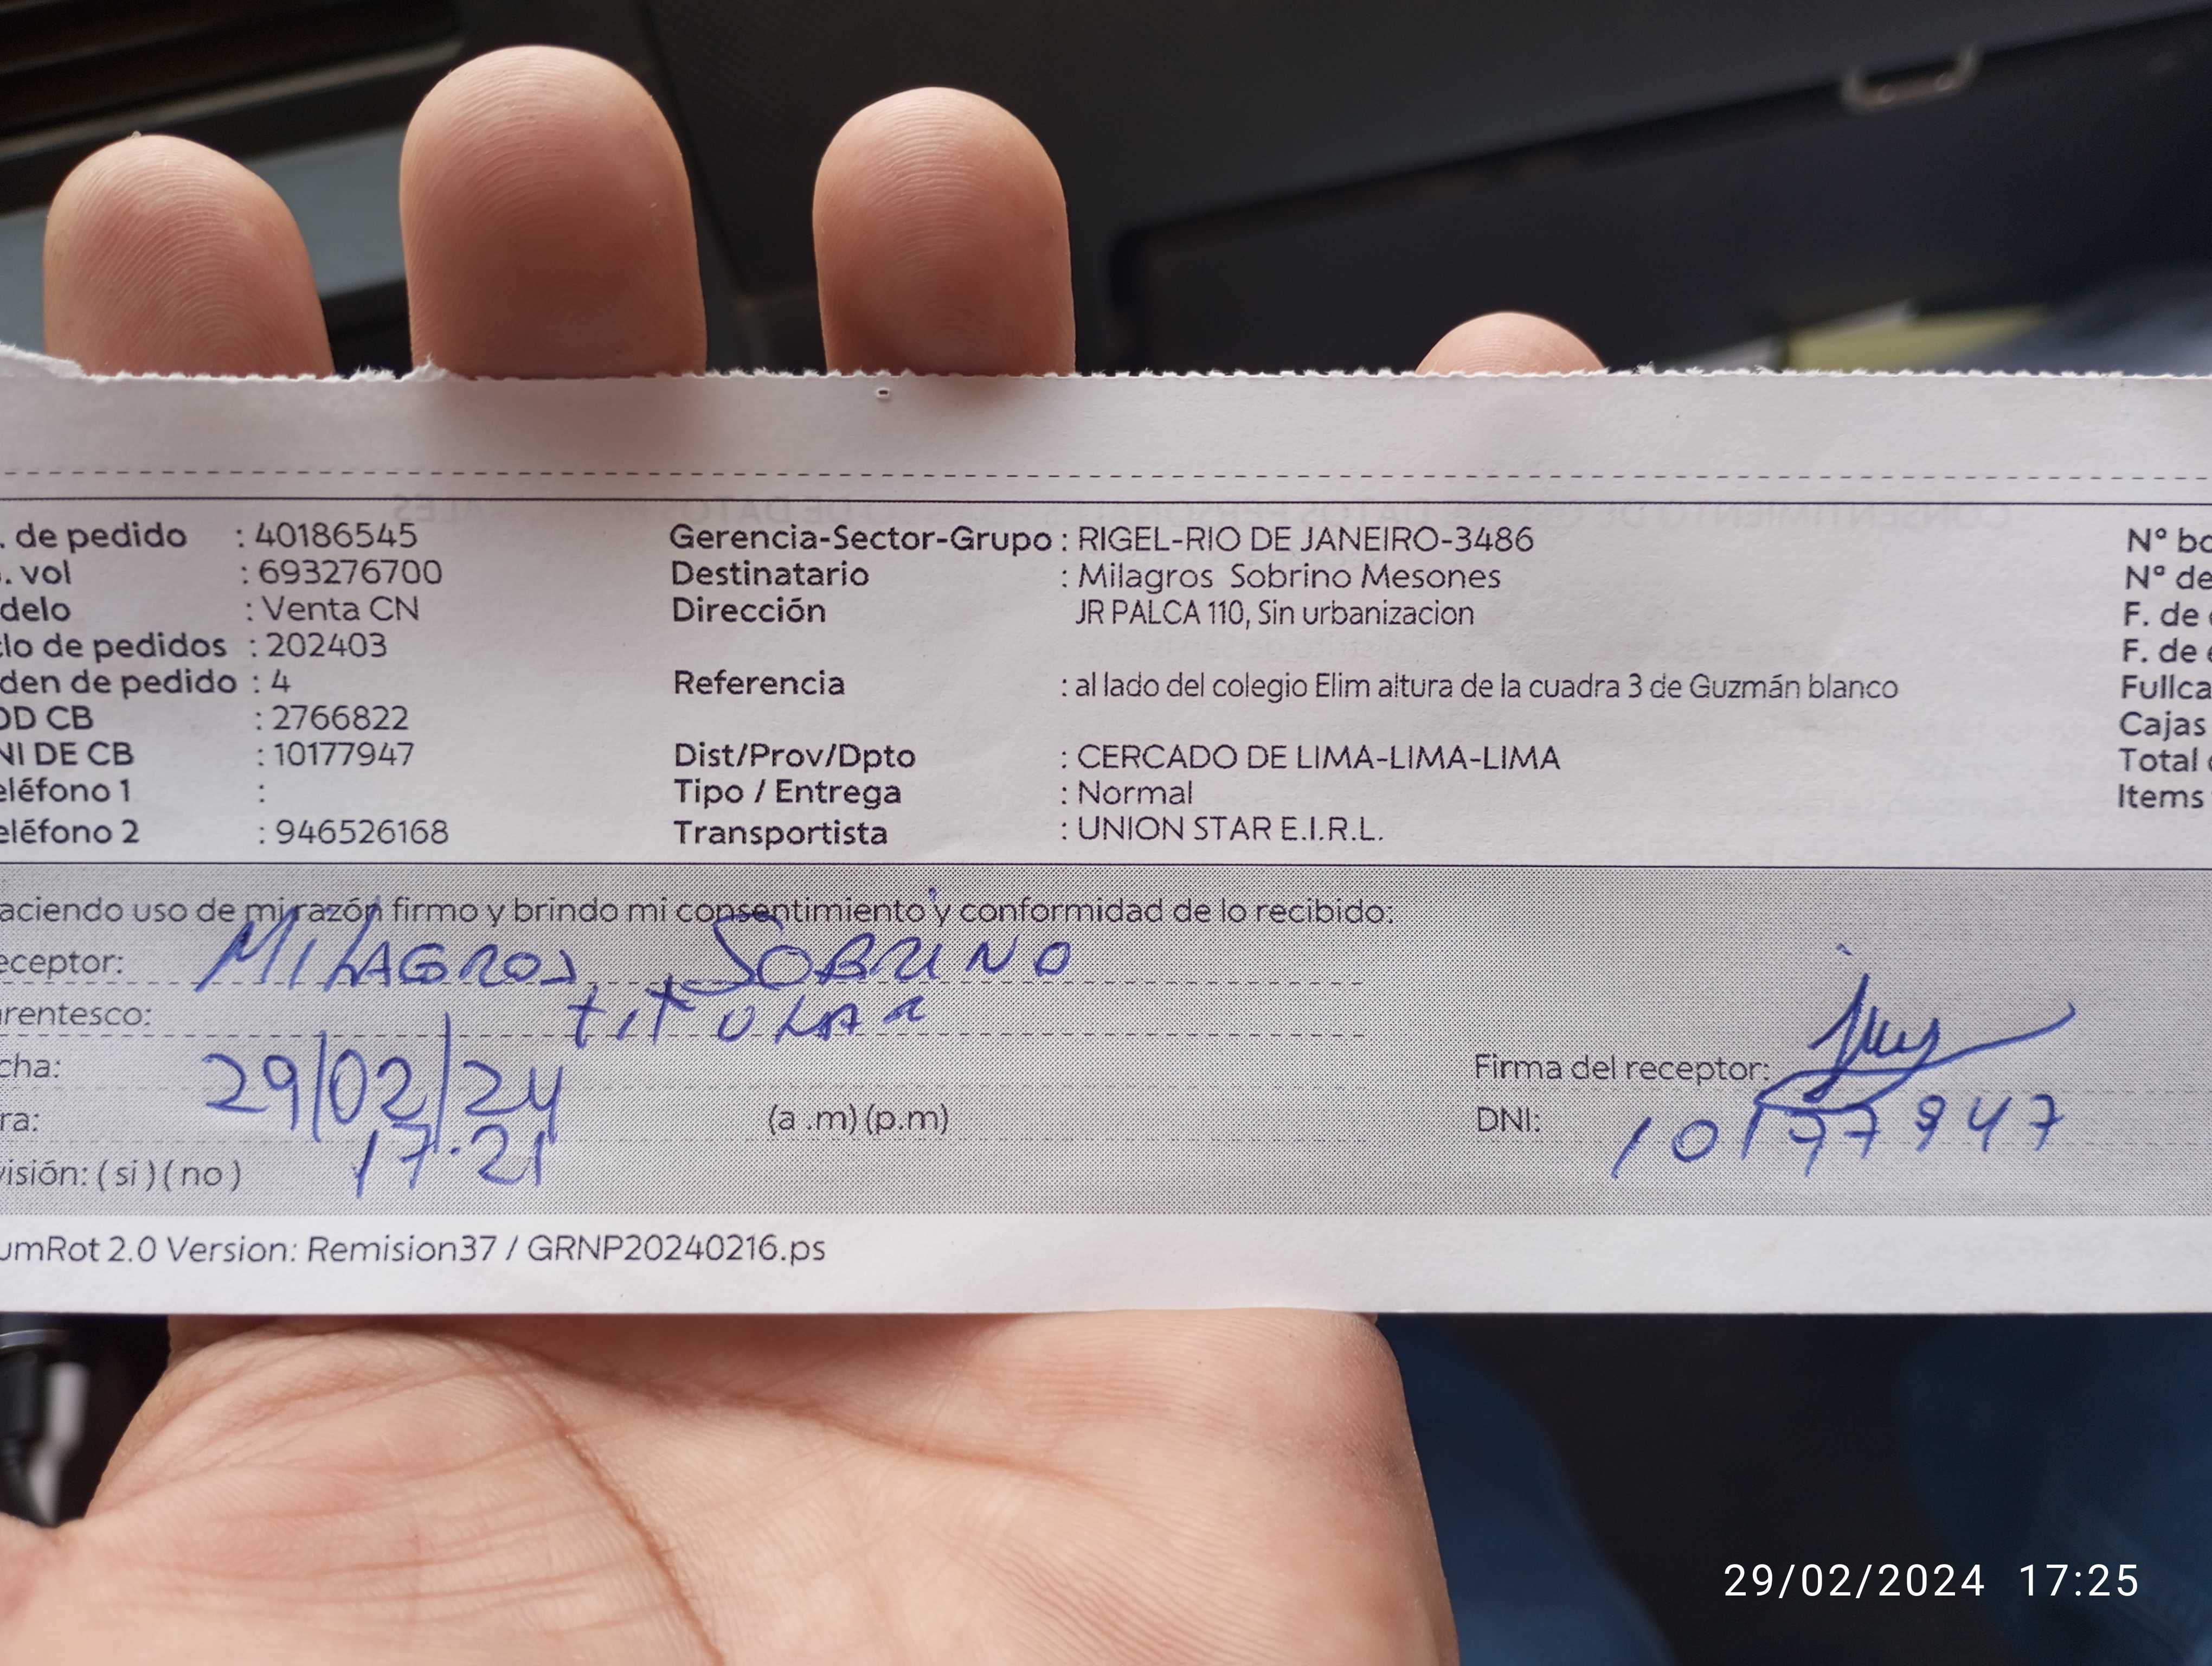 . de pedido : 40186545 Gerencia-Sector-Grupo : RIGEL-RIO DE JANEIRO-3486 N° bo
. vol : 693276700 Destinatario : Milagros Sobrino Mesones N° de
delo : Venta CN Dirección JR PALCA 110, Sin urbanizacion F. de
clo de pedidos : 202403 F. de e
den de pedido : 4 Referencia : al lado del colegio Elim altura de la cuadra 3 de Guzmán blanco Fullca
OD CB : 2766822 Cajas
NI DE CB : 10177947 Dist/Prov/Dpto : CERCADO DE LIMA-LIMA-LIMA Total
eléfono 1 : Tipo / Entrega : Normal Items
eléfono 2 : 946526168 Transportista : UNION STAR E.I.R.L.
aciendo uso de mi razón firmo y brindo mi consentimiento y conformidad de lo recibido:
eceptor: MILAGROS SOBRINO
arentesco: titULAR
cha: 29/02/24 Firma del receptor:
ra: 17.21 (a .m) (p.m) DNI: 10177947
visión: ( si ) ( no )
umRot 2.0 Version: Remision37 / GRNP20240216.ps
29/02/2024 17:25